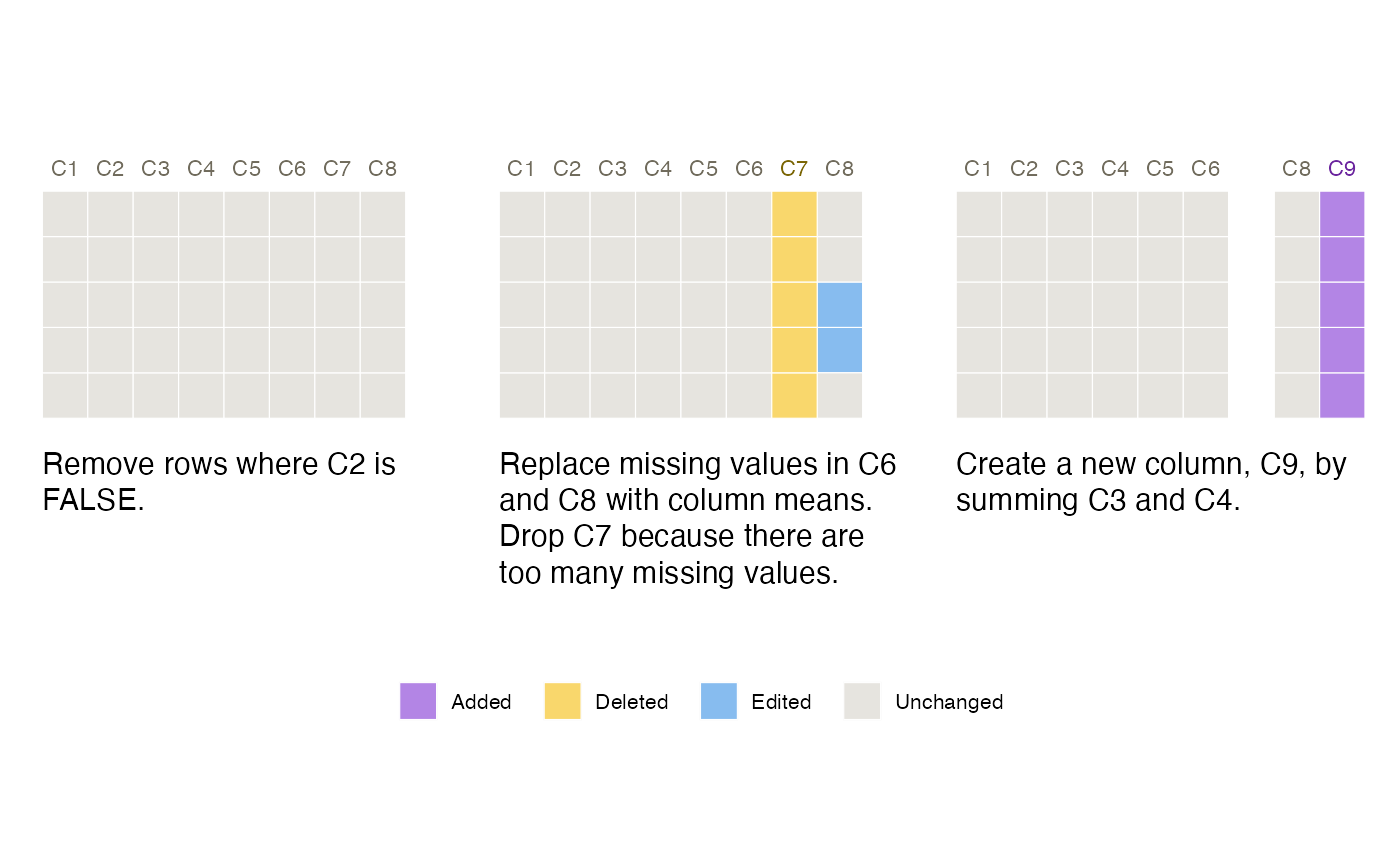 C1 C2 C3 C4 C5 C6 C7 C8
C1 C2 C3 C4 C5 C6 C7 C8
C1 C2 C3 C4 C5 C6 C8 C9
Remove rows where C2 is
FALSE.
Replace missing values in C6
and C8 with column means.
Drop C7 because there are
too many missing values.
Create a new column, C9, by
summing C3 and C4.
Added Deleted Edited Unchanged